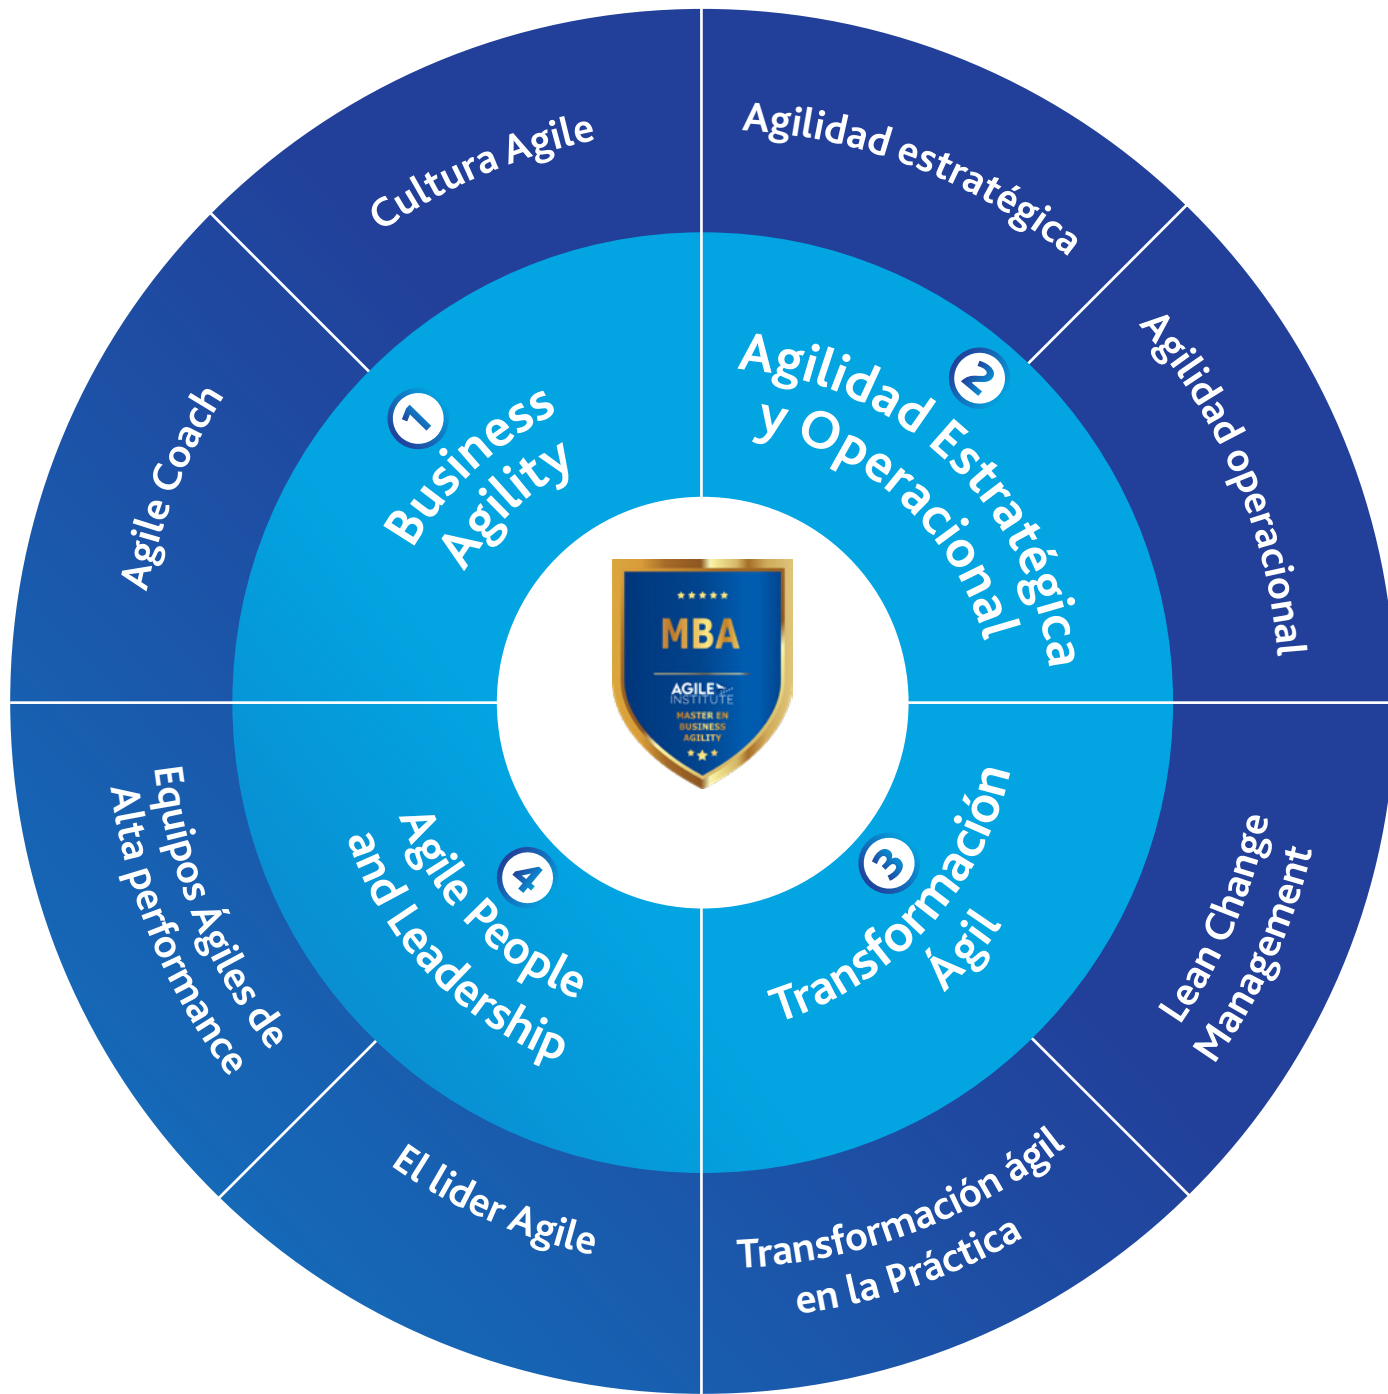 Cultura Agile
Agile Coach
1
Business
Agility
Agilidad estratégica
Agilidad operacional
2
Agilidad Estratégica
y Operacional
MBA
AGILE
INSTITUTE
MASTER EN
BUSINESS
AGILITY
3
Transformación
Ágil
Lean Change
Management
Transformación ágil
en la Práctica
4
Agile People
and Leadership
Equipos Ágiles de
Alta performance
El lider Agile